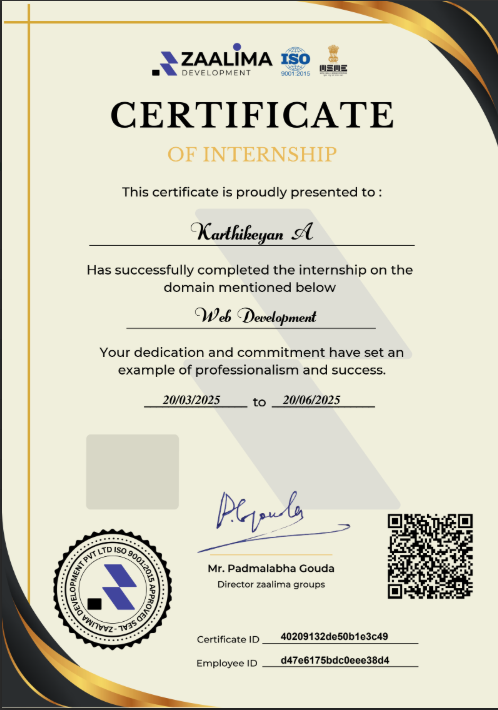 ZAALIMA
DEVELOPMENT
ISO
9001:2015
MSME
CERTIFICATE
OF INTERNSHIP
This certificate is proudly presented to :
Karthikeyan A
Has successfully completed the internship on the
domain mentioned below
Web Development
Your dedication and commitment have set an
example of professionalism and success.
20/03/2025 to 20/06/2025
Mr. Padmalabha Gouda
Director zaalima groups
ZAALIMA DEVELOPMENT PVT LTD ISO 9001:2015 APPROVED SEAL -
Certificate ID 40209132de50b1e3c49
Employee ID d47e6175bdc0eee38d4